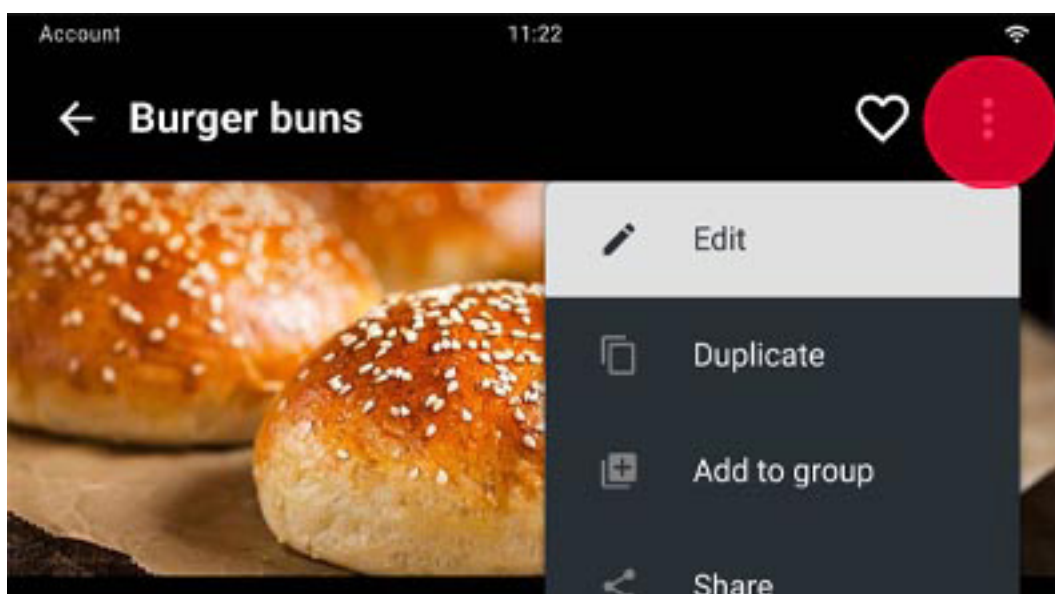 Account 11:22
Burger buns
Edit
Duplicate
Add to group
Share